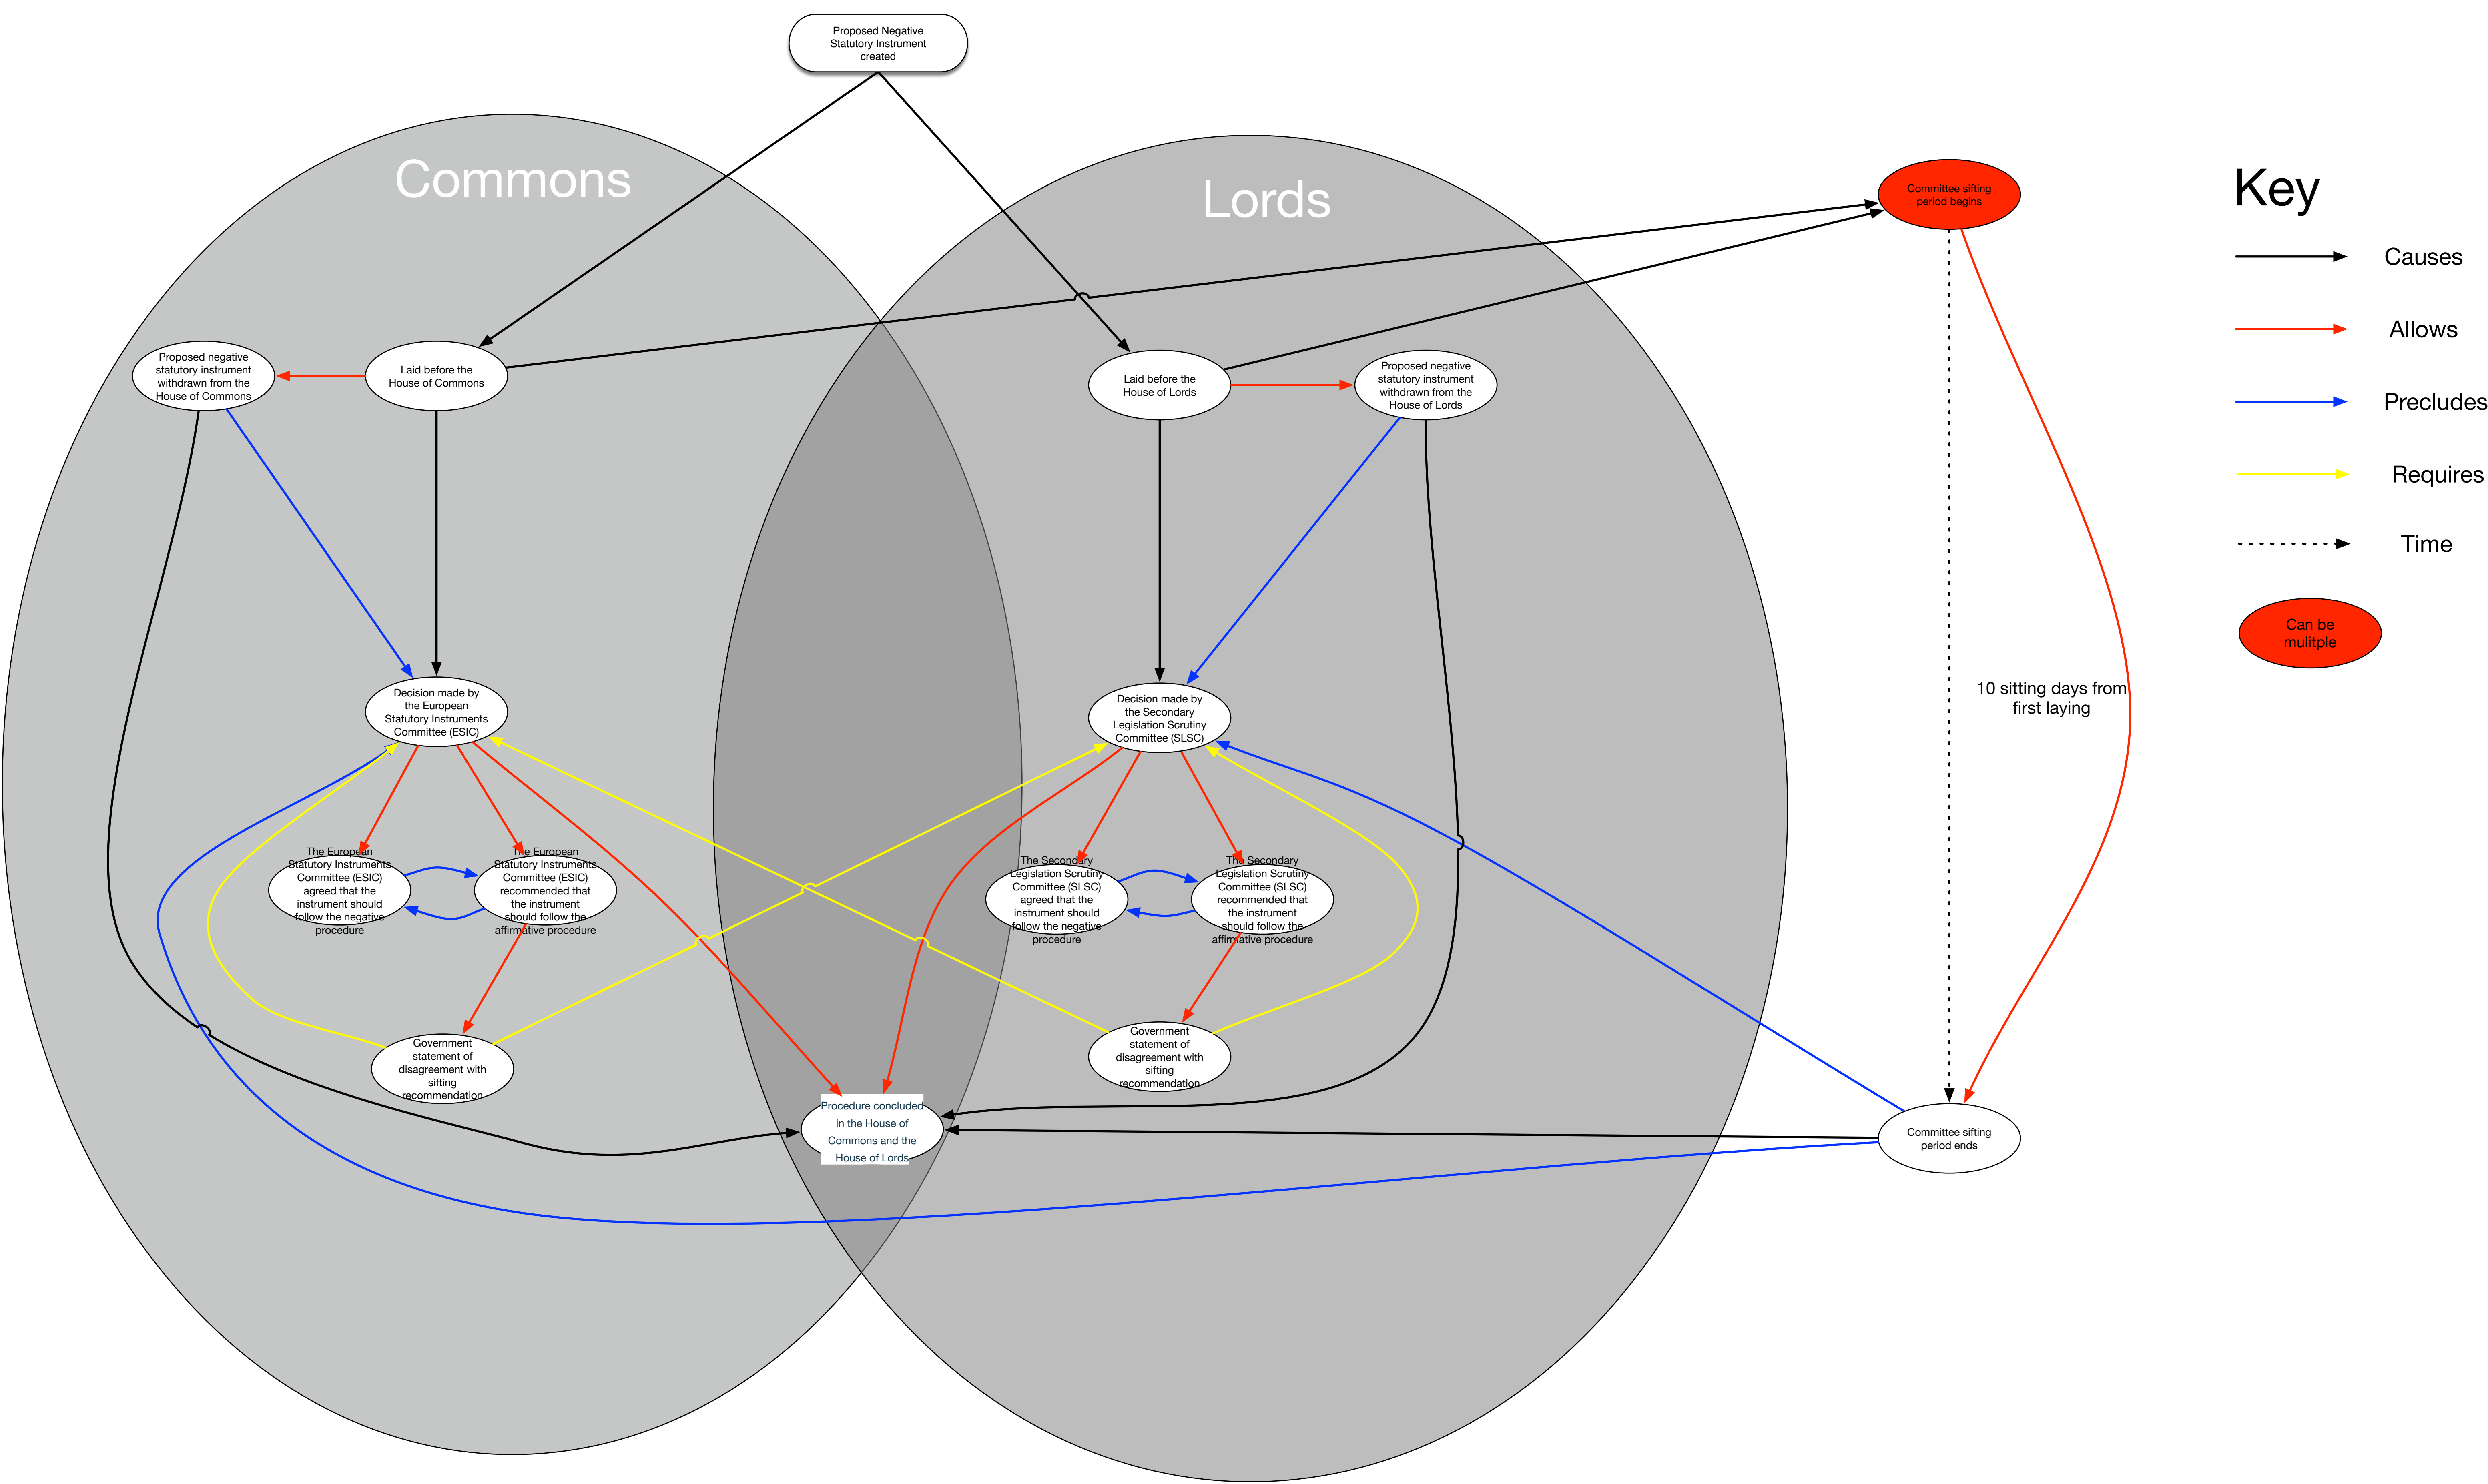 Proposed Negative
Statutory Instrument
created
Commons
Lords
Committee sifting
period begins
Key
Causes
Allows
Precludes
Requires
Time
Can be
mulitple
Proposed negative
statutory instrument
withdrawn from the
House of Commons
Laid before the
House of Commons
Laid before the
House of Lords
Proposed negative
statutory instrument
withdrawn from the
House of Lords
Decision made by
the European
Statutory Instruments
Committee (ESIC)
Decision made by
the Secondary
Legislation Scrutiny
Committee (SLSC)
10 sitting days from
first laying
The European
Statutory Instruments
Committee (ESIC)
agreed that the
instrument should
follow the negative
procedure
The European
Statutory Instruments
Committee (ESIC)
recommended that
the instrument
should follow the
affirmative procedure
The Secondary
Legislation Scrutiny
Committee (SLSC)
agreed that the
instrument should
follow the negative
procedure
The Secondary
Legislation Scrutiny
Committee (SLSC)
recommended that
the instrument
should follow the
affirmative procedure
Government
statement of
disagreement with
sifting
recommendation
Government
statement of
disagreement with
sifting
recommendation
Procedure concluded
in the House of
Commons and the
House of Lords
Committee sifting
period ends